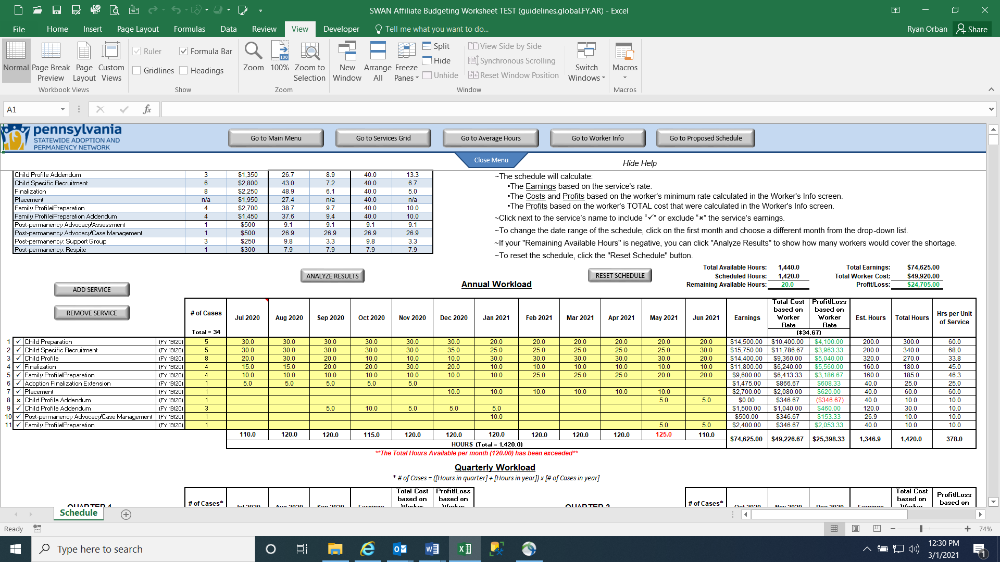 SWAN Affiliate Budgeting Worksheet TEST (guidelines.global.FY.AR) - Excel
File Home Insert Page Layout Formulas Data Review View Developer Tell me what you want to do... Ryan Orban Share
Normal Page Break Preview Page Layout Custom Views
Workbook Views
Ruler Formula Bar
Gridlines Headings
Show
Zoom 100% Zoom to Selection
Zoom
New Window Arrange All Freeze Panes
Split
Hide
Unhide
View Side by Side
Synchronous Scrolling
Reset Window Position
Switch Windows
Window
Macros
Macros
A1
fx
pennsylvania
STATEWIDE ADOPTION AND
PERMANENCY NETWORK
Go to Main Menu Go to Services Grid Go to Average Hours Go to Worker Info Go to Proposed Schedule
Close Menu
Hide Help
Child Profile Addendum 3 $1,350 26.7 8.9 40.0 13.3
Child Specific Recruitment 6 $2,800 43.0 7.2 40.0 6.7
Finalization 8 $2,250 48.9 6.1 40.0 5.0
Placement n/a $1,950 27.4 n/a 40.0 n/a
Family Profile/Preparation 4 $2,700 38.7 9.7 40.0 10.0
Family Profile/Preparation Addendum 4 $1,450 37.6 9.4 40.0 10.0
Post-permanency Advocacy/Assessment 1 $500 9.1 9.1 9.1 9.1
Post-permanency Advocacy/Case Management 1 $500 26.9 26.9 26.9 26.9
Post-permanency: Support Group 3 $250 9.8 3.3 9.8 3.3
Post-permanency: Respite 1 $300 7.9 7.9 7.9 7.9
~The schedule will calculate:
▪The Earnings based on the service's rate.
▪The Costs and Profits based on the worker's minimum rate calculated in the Worker's Info screen.
▪The Profits based on the worker's TOTAL cost that were calculated in the Worker's Info screen.
~Click next to the service's name to include “✓” or exclude “×” the service's earnings.
~To change the date range of the schedule, click on the first month and choose a different month from the drop-down list.
~If your "Remaining Available Hours" is negative, you can click "Analyze Results" to show how many workers would cover the shortage.
~To reset the schedule, click the "Reset Schedule" button.
ANALYZE RESULTS
RESET SCHEDULE
Total Available Hours: 1,440.0 Total Earnings: $74,625.00
Scheduled Hours: 1,420.0 Total Worker Cost: $49,920.00
Remaining Available Hours: 20.0 Profit/Loss: $24,705.00
Annual Workload
ADD SERVICE
REMOVE SERVICE
# of Cases Total = 34 Jul 2020 Aug 2020 Sep 2020 Oct 2020 Nov 2020 Dec 2020 Jan 2021 Feb 2021 Mar 2021 Apr 2021 May 2021 Jun 2021 Earnings Total Cost based on Worker Rate Profit/Loss based on Worker Rate ($34.67) Est. Hours Total Hours Hrs per Unit of Service
1 ✓ Child Preparation (FY 19/20) 5 30.0 30.0 30.0 30.0 30.0 30.0 20.0 20.0 20.0 20.0 20.0 20.0 $14,500.00 $10,400.00 $4,100.00 200.0 300.0 60.0
2 ✓ Child Specific Recruitment (FY 19/20) 5 30.0 30.0 30.0 30.0 30.0 35.0 25.0 25.0 25.0 25.0 25.0 30.0 $15,750.00 $11,786.67 $3,963.33 200.0 340.0 68.0
3 ✓ Child Profile (FY 19/20) 8 20.0 30.0 20.0 10.0 10.0 10.0 30.0 30.0 30.0 30.0 30.0 20.0 $14,400.00 $9,360.00 $5,040.00 320.0 270.0 33.8
4 ✓ Finalization (FY 19/20) 4 15.0 15.0 20.0 20.0 30.0 20.0 10.0 10.0 10.0 10.0 10.0 10.0 $11,800.00 $6,240.00 $5,560.00 160.0 180.0 45.0
5 ✓ Family Profile/Preparation (FY 19/20) 4 10.0 10.0 10.0 10.0 10.0 10.0 10.0 25.0 25.0 25.0 20.0 20.0 $9,600.00 $6,413.33 $3,186.67 160.0 185.0 46.3
6 ✓ Adoption Finalization Extension (FY 19/20) 1 5.0 5.0 5.0 5.0 5.0 $1,475.00 $866.67 $608.33 40.0 25.0 25.0
7 ✓ Placement (FY 19/20) 1 10.0 10.0 10.0 10.0 10.0 10.0 $2,700.00 $2,080.00 $620.00 40.0 60.0 60.0
8 × Child Profile Addendum (FY 19/20) 1 5.0 5.0 $0.00 $346.67 ($346.67) 40.0 10.0 10.0
9 ✓ Child Profile Addendum (FY 19/20) 3 5.0 10.0 5.0 5.0 5.0 $1,500.00 $1,040.00 $460.00 120.0 30.0 10.0
10 ✓ Post-permanency Advocacy/Case Management (FY 19/20) 1 10.0 $500.00 $346.67 $153.33 26.9 10.0 10.0
11 ✓ Family Profile/Preparation (FY 19/20) 1 5.0 5.0 $2,400.00 $346.67 $2,053.33 40.0 10.0 10.0
110.0 120.0 120.0 115.0 120.0 120.0 120.0 120.0 120.0 120.0 125.0 110.0 $74,625.00 $49,226.67 $25,398.33 1,346.9 1,420.0 378.0
HOURS (Total = 1,420.0)
**The Total Hours Available per month (120.00) has been exceeded**
Quarterly Workload
* # of Cases = ([Hours in quarter] ÷ [Hours in year]) x [# of Cases in year]
QUARTER 1 # of Cases* Jul 2020 Aug 2020 Sep 2020 Earnings Total Cost based on Worker Profit/Loss based on Worker
QUARTER 2 # of Cases* Oct 2020 Nov 2020 Dec 2020 Earnings Total Cost based on Worker Profit/Loss based on
Schedule
Ready 74%
Type here to search
12:30 PM
3/1/2021
1